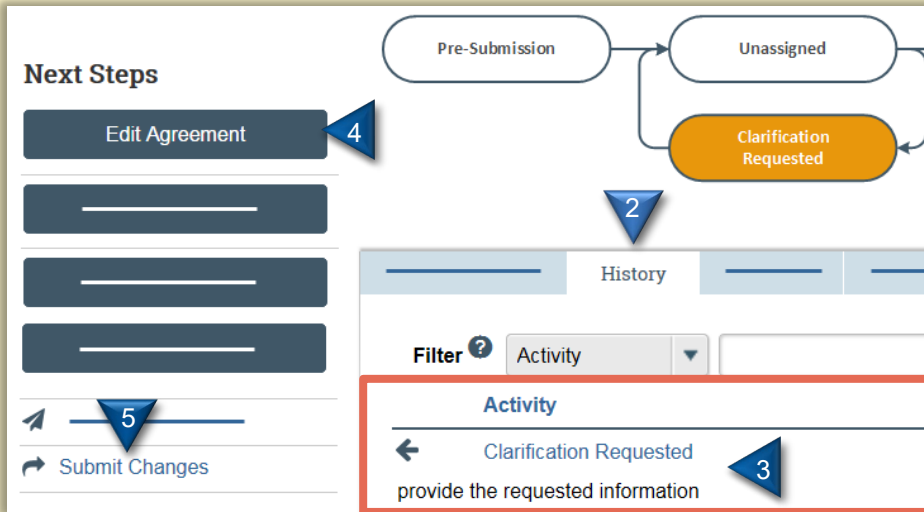 Pre-Submission
Unassigned
Next Steps
Edit Agreement
4
Clarification
Requested
2
History
Filter ? Activity
Activity
5
Clarification Requested
3
Submit Changes
provide the requested information